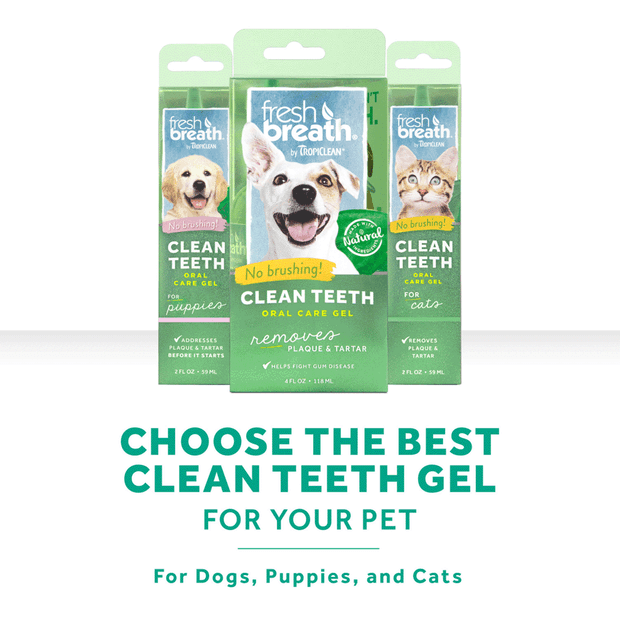 fresh
breath
by TROPICLEAN
No brushing!
CLEAN
TEETH
ORAL
CARE GEL
FOR
puppies
✓ADDRESSES
PLAQUE & TARTAR
BEFORE IT STARTS
2 FL OZ • 59 ML
fresh
breath®
by TROPICLEAN®
MADE WITH
Natural
INGREDIENTS
No brushing!
CLEAN TEETH
ORAL CARE GEL
removes
PLAQUE & TARTAR
✓HELPS FIGHT GUM DISEASE
4 FL OZ • 118 ML
fresh
breath®
by TROPICLEAN
No brushing!
CLEAN
TEETH
ORAL
CARE GEL
FOR
cats
✓REMOVES
PLAQUE &
TARTAR
2 FL OZ • 59 ML
CHOOSE THE BEST
CLEAN TEETH GEL
FOR YOUR PET
For Dogs, Puppies, and Cats